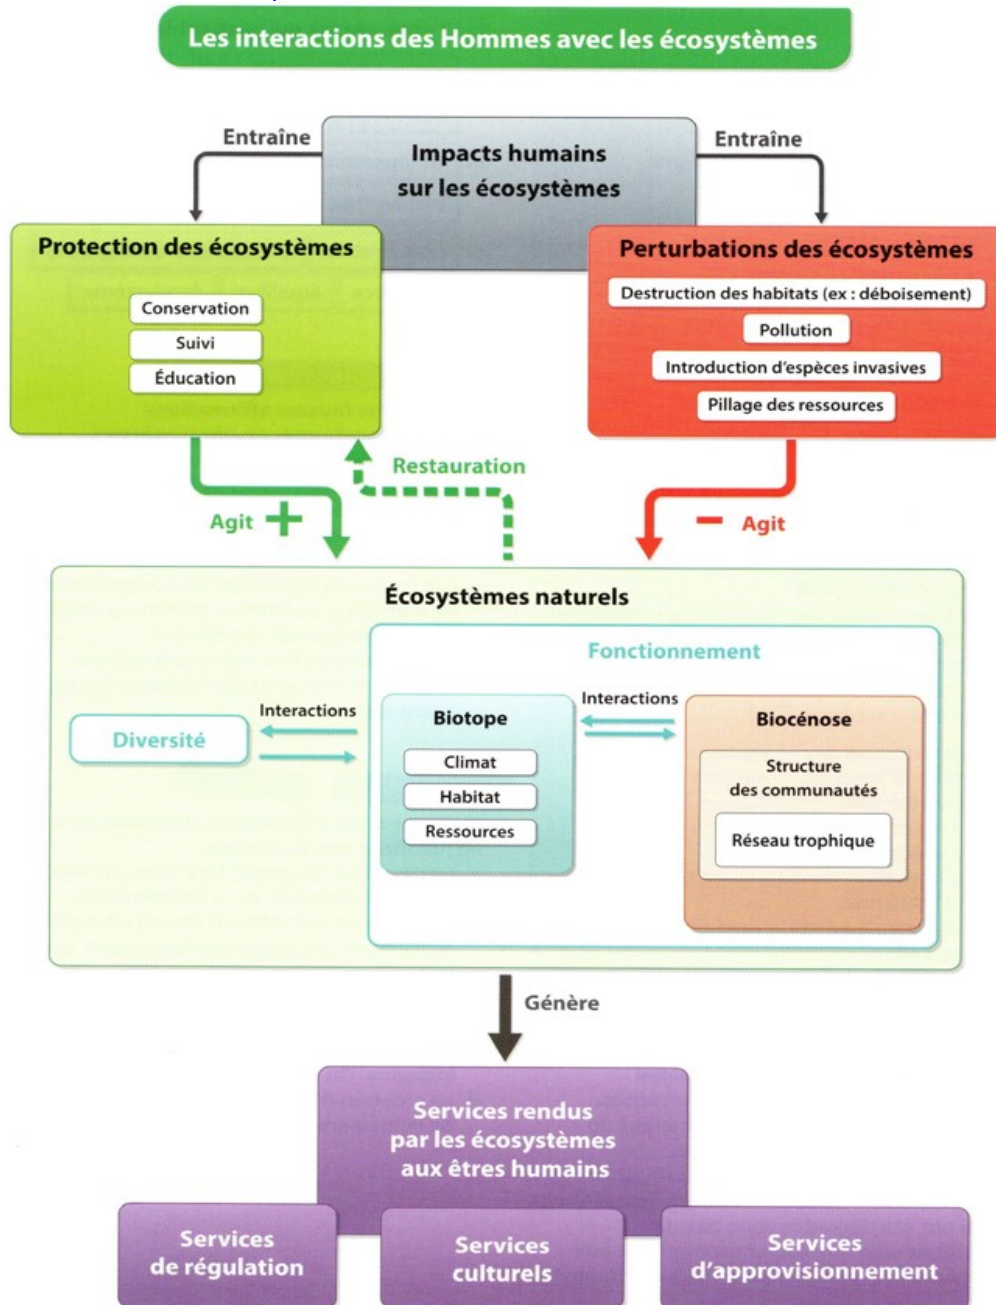 Les interactions des Hommes avec les écosystèmes
Entraîne
Impacts humains
sur les écosystèmes
Entraîne
Protection des écosystèmes
Conservation
Suivi
Éducation
Perturbations des écosystèmes
Destruction des habitats (ex : déboisement)
Pollution
Introduction d'espèces invasives
Pillage des ressources
Restauration
Agit +
− Agit
Écosystèmes naturels
Fonctionnement
Diversité
Interactions
Biotope
Climat
Habitat
Ressources
Interactions
Biocénose
Structure
des communautés
Réseau trophique
Génère
Services rendus
par les écosystèmes
aux êtres humains
Services
de régulation
Services
culturels
Services
d'approvisionnement